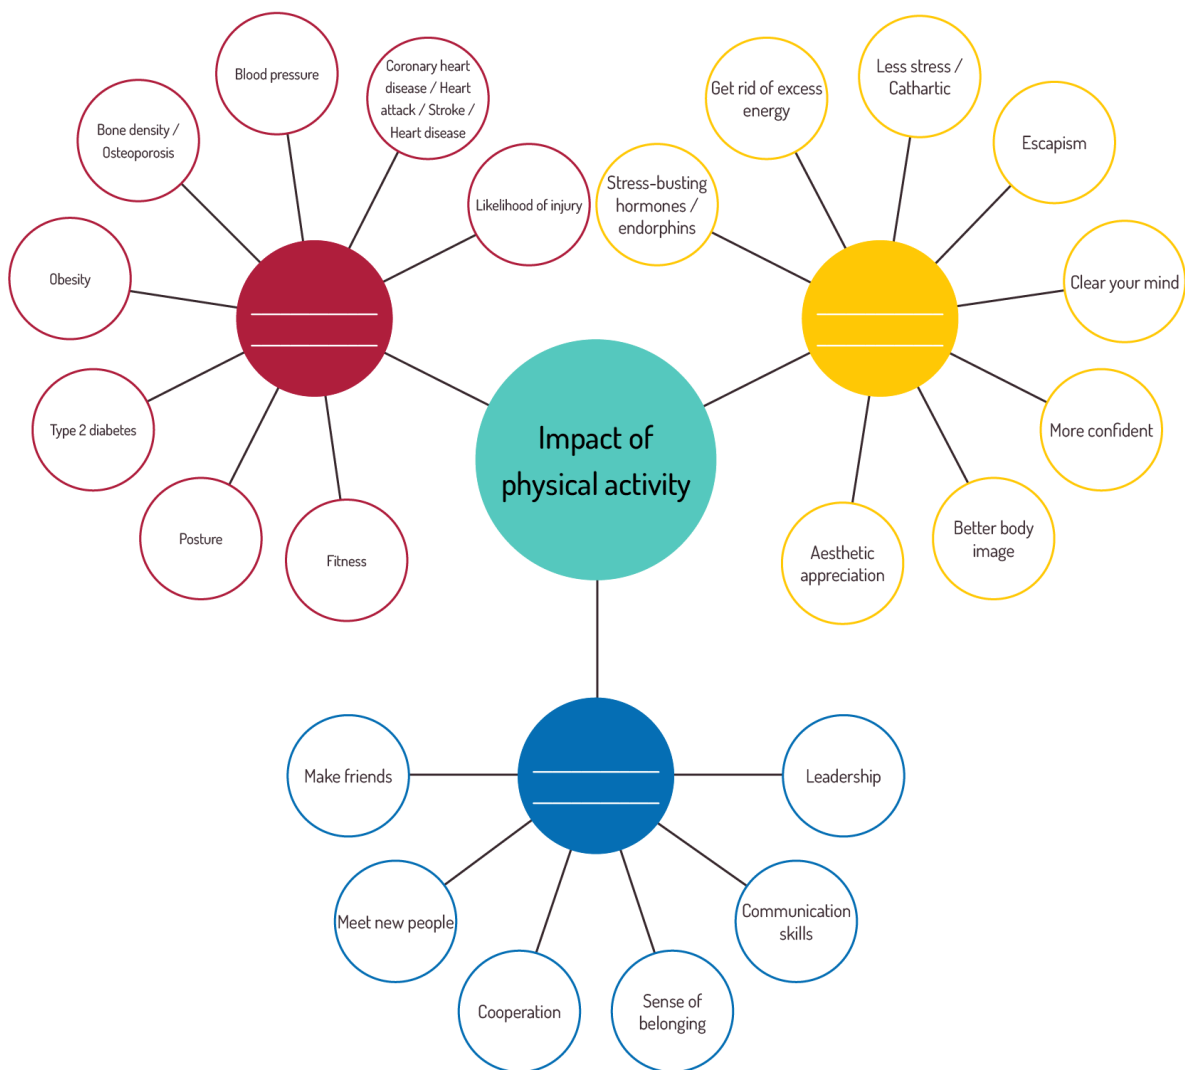 Blood pressure
Coronary heart
disease / Heart
attack / Stroke /
Heart disease
Bone density /
Osteoporosis
Likelihood of injury
Obesity
Type 2 diabetes
Posture
Fitness
Get rid of excess
energy
Less stress /
Cathartic
Escapism
Stress-busting
hormones /
endorphins
Clear your mind
More confident
Better body
image
Aesthetic
appreciation
Impact of
physical activity
Make friends
Leadership
Meet new people
Communication
skills
Cooperation
Sense of
belonging